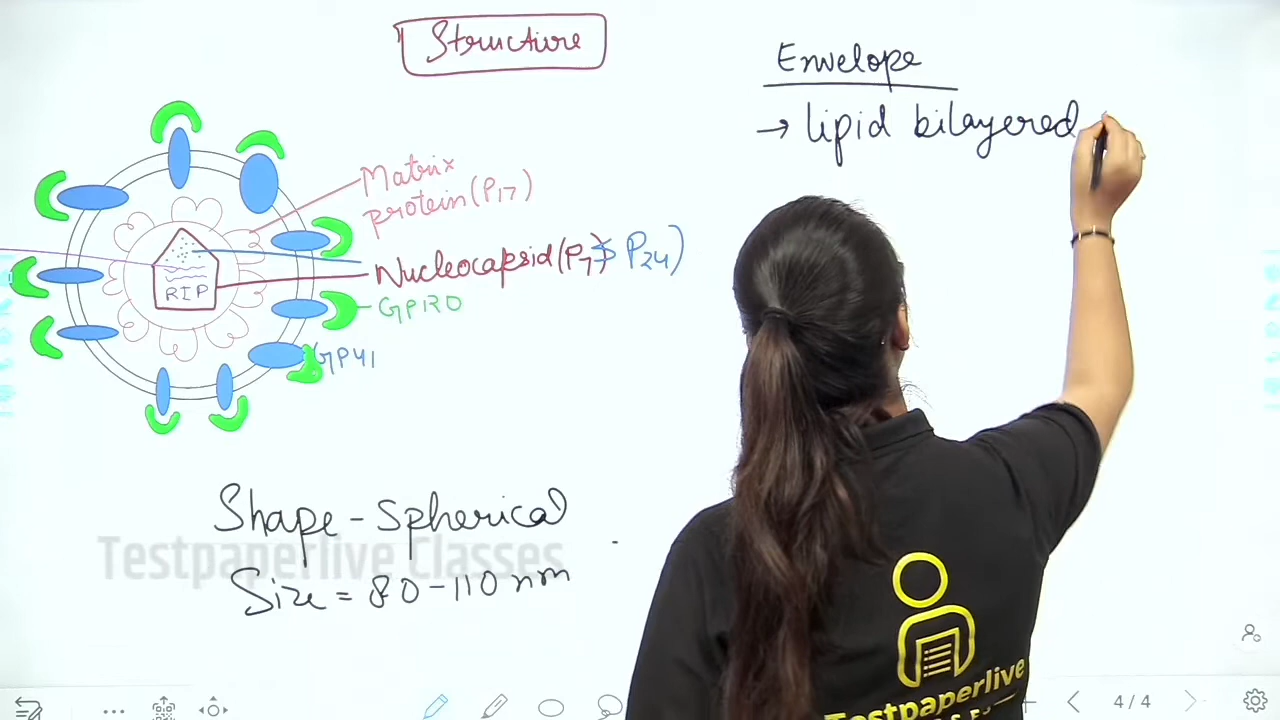 Structure
Envelope
→ lipid bilayered
Matrix
protein (P17)
Nucleocapsid (P7 & P24)
RIP
GP120
GP41
Shape - Spherical
Testpaperlive Classes
Size = 80-110 nm
Testpaperlive
4/4